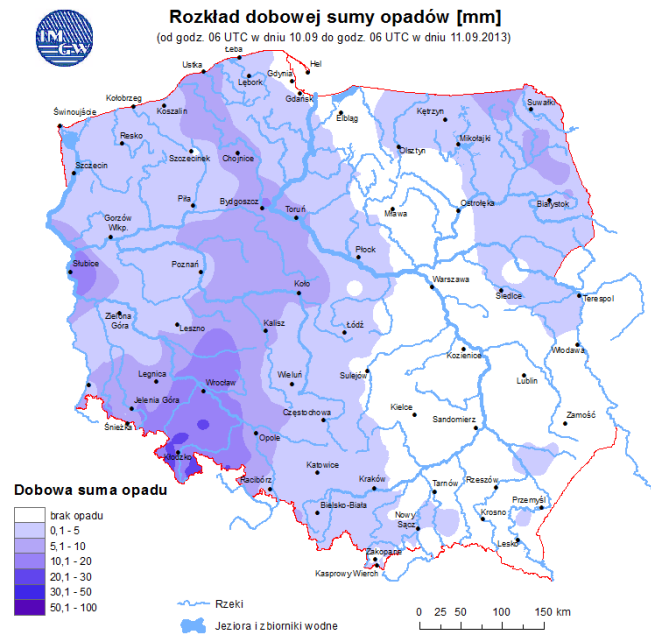 IM
GW
Rozkład dobowej sumy opadów [mm]
(od godz. 06 UTC w dniu 10.09 do godz. 06 UTC w dniu 11.09.2013)
Łeba
Hel
Ustka
Gdynia
Lębork
Gdańsk
Kołobrzeg
Koszalin
Świnoujście
Elbląg
Kętrzyn
Suwałki
Resko
Mikołajki
Olsztyn
Szczecin
Szczecinek
Chojnice
Piła
Bydgoszcz
Toruń
Mława
Ostrołęka
Białystok
Gorzów
Wlkp.
Płock
Słubice
Poznań
Koło
Warszawa
Siedlce
Terespol
Zielona
Góra
Leszno
Kalisz
Łódź
Kozienice
Włodawa
Legnica
Wrocław
Wieluń
Sulejów
Lublin
Jelenia Góra
Śnieżka
Częstochowa
Kielce
Sandomierz
Zamość
Opole
Kłodzko
Racibórz
Katowice
Kraków
Tarnów
Rzeszów
Bielsko-Biała
Nowy
Sącz
Krosno
Przemyśl
Lesko
Zakopane
Kasprowy Wierch
Dobowa suma opadu
brak opadu
0,1 - 5
5,1 - 10
10,1 - 20
20,1 - 30
30,1 - 50
50,1 - 100
Rzeki
Jeziora i zbiorniki wodne
0 25 50 100 150 km